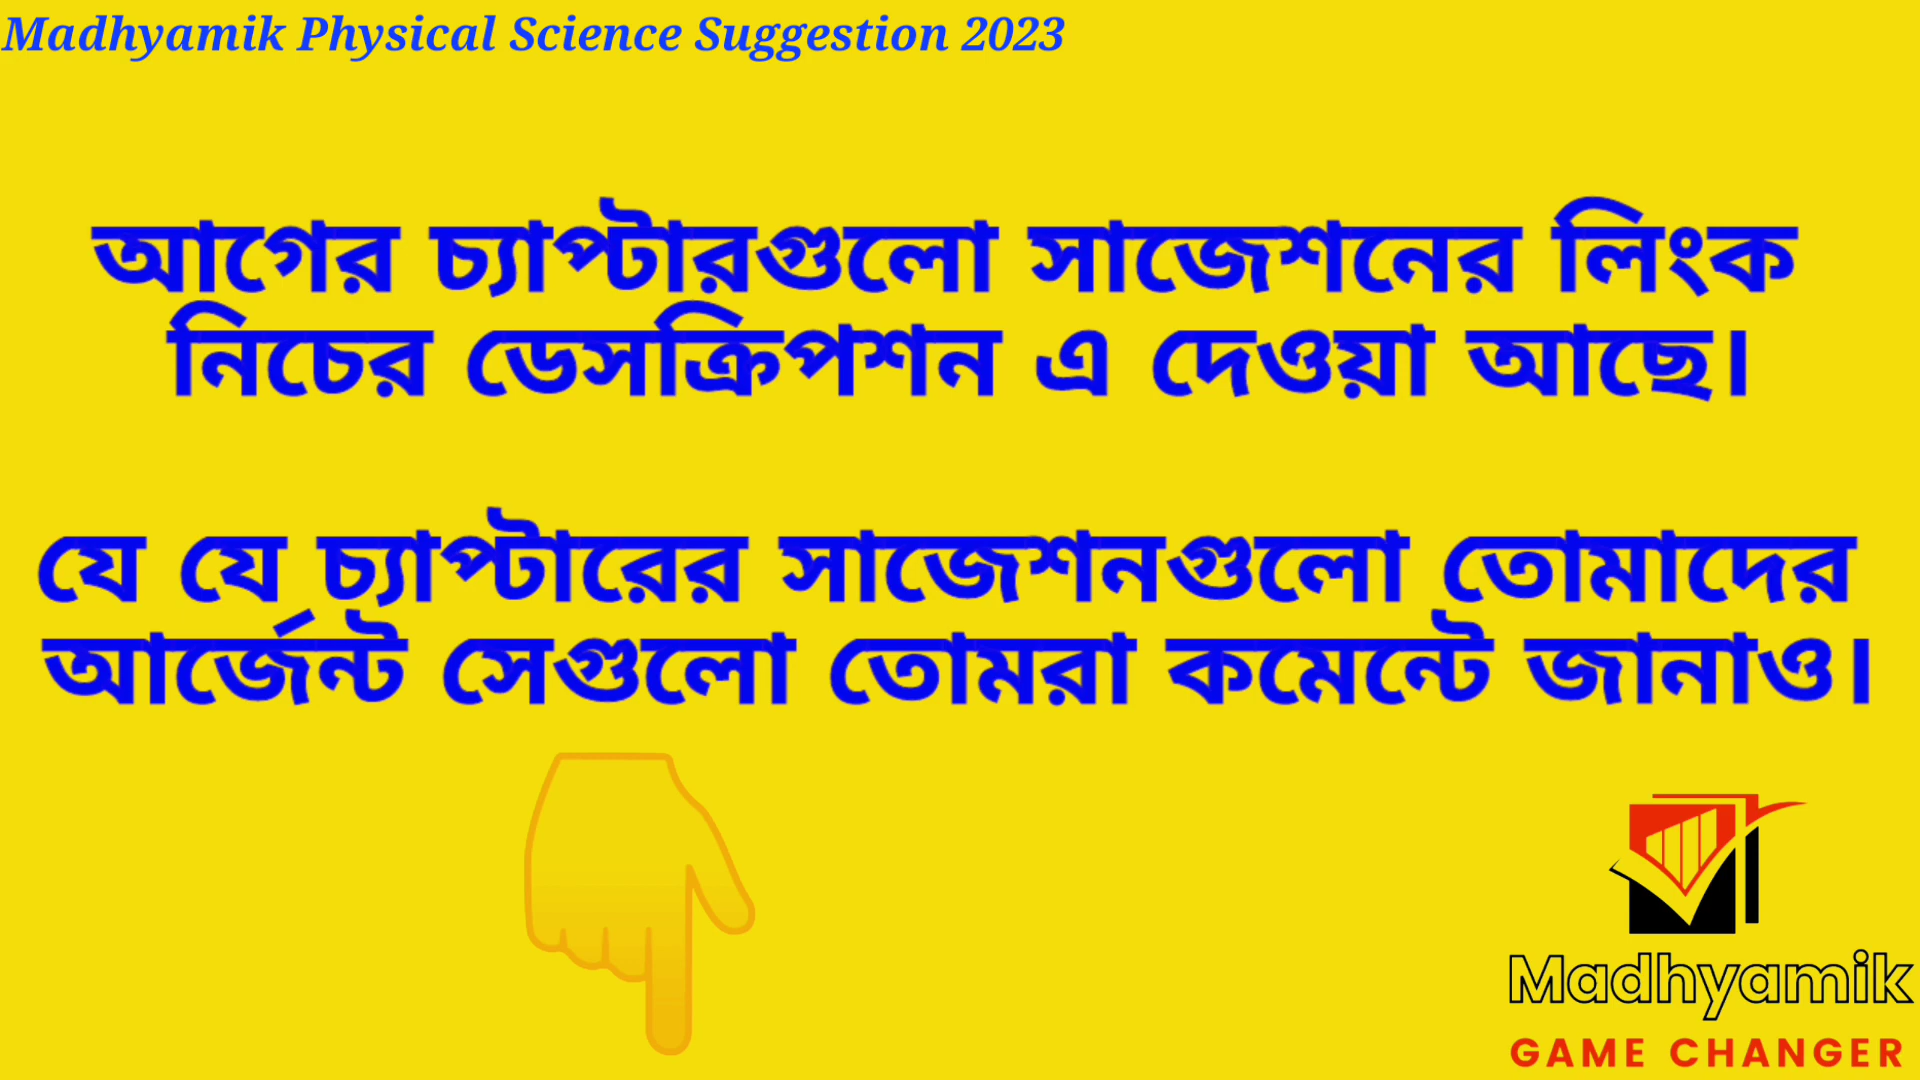 Madhyamik Physical Science Suggestion 2023
আগের চ্যাপ্টারগুলো সাজেশনের লিংক
নিচের ডেসক্রিপশন এ দেওয়া আছে।
যে যে চ্যাপ্টারের সাজেশনগুলো তোমাদের
আর্জেন্ট সেগুলো তোমরা কমেন্টে জানাও।
Madhyamik
GAME CHANGER